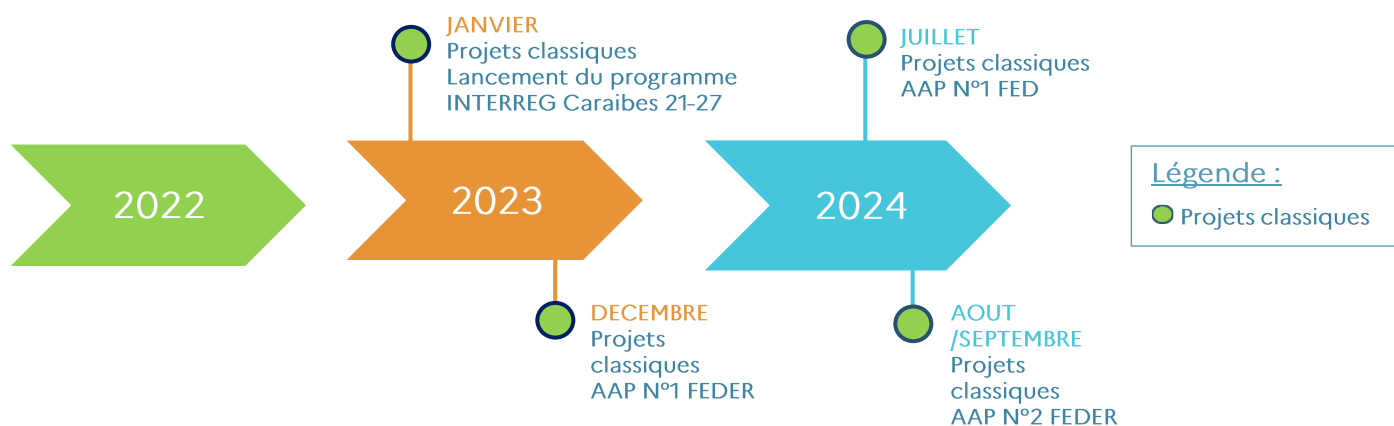 2022
JANVIER
Projets classiques
Lancement du programme
INTERREG Caraibes 21-27
2023
DECEMBRE
Projets
classiques
AAP N°1 FEDER
JUILLET
Projets classiques
AAP N°1 FED
2024
AOUT
/SEPTEMBRE
Projets
classiques
AAP N°2 FEDER
Légende :
Projets classiques